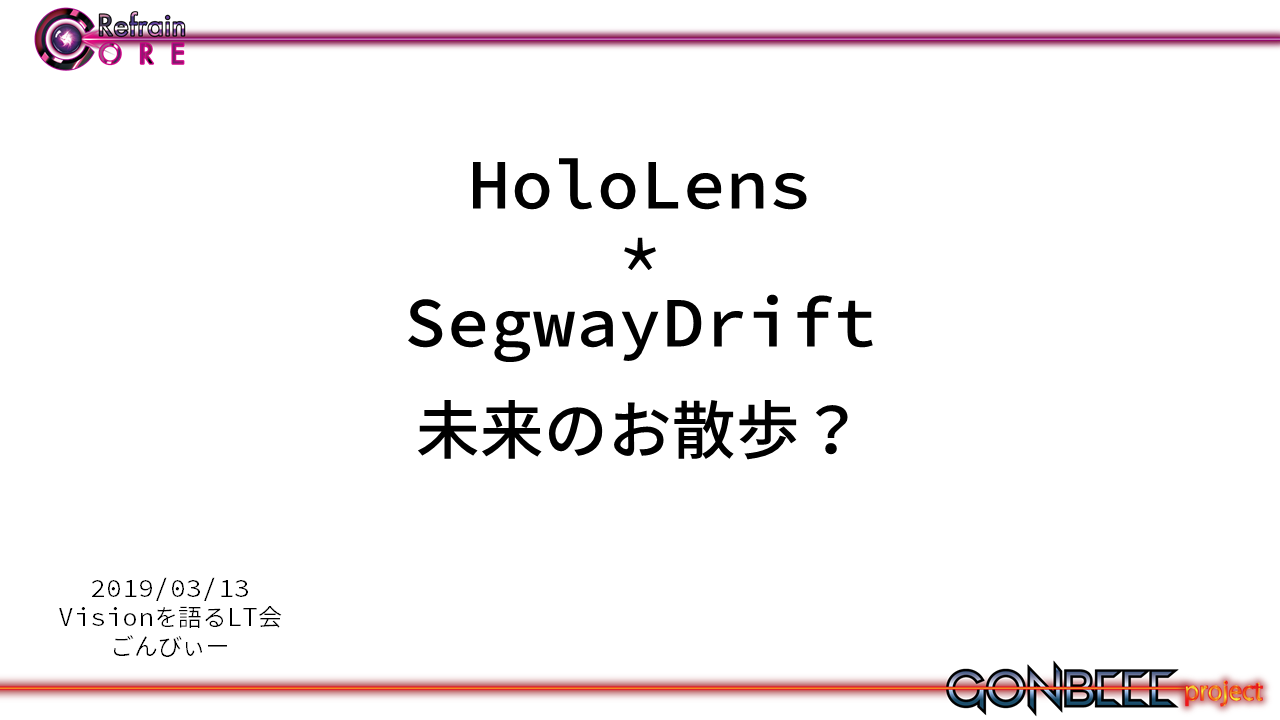 Refrain
CORE
HoloLens
*
SegwayDrift
未来のお散歩？
2019/03/13
Visionを語るLT会
ごんびぃー
GONBEEE project